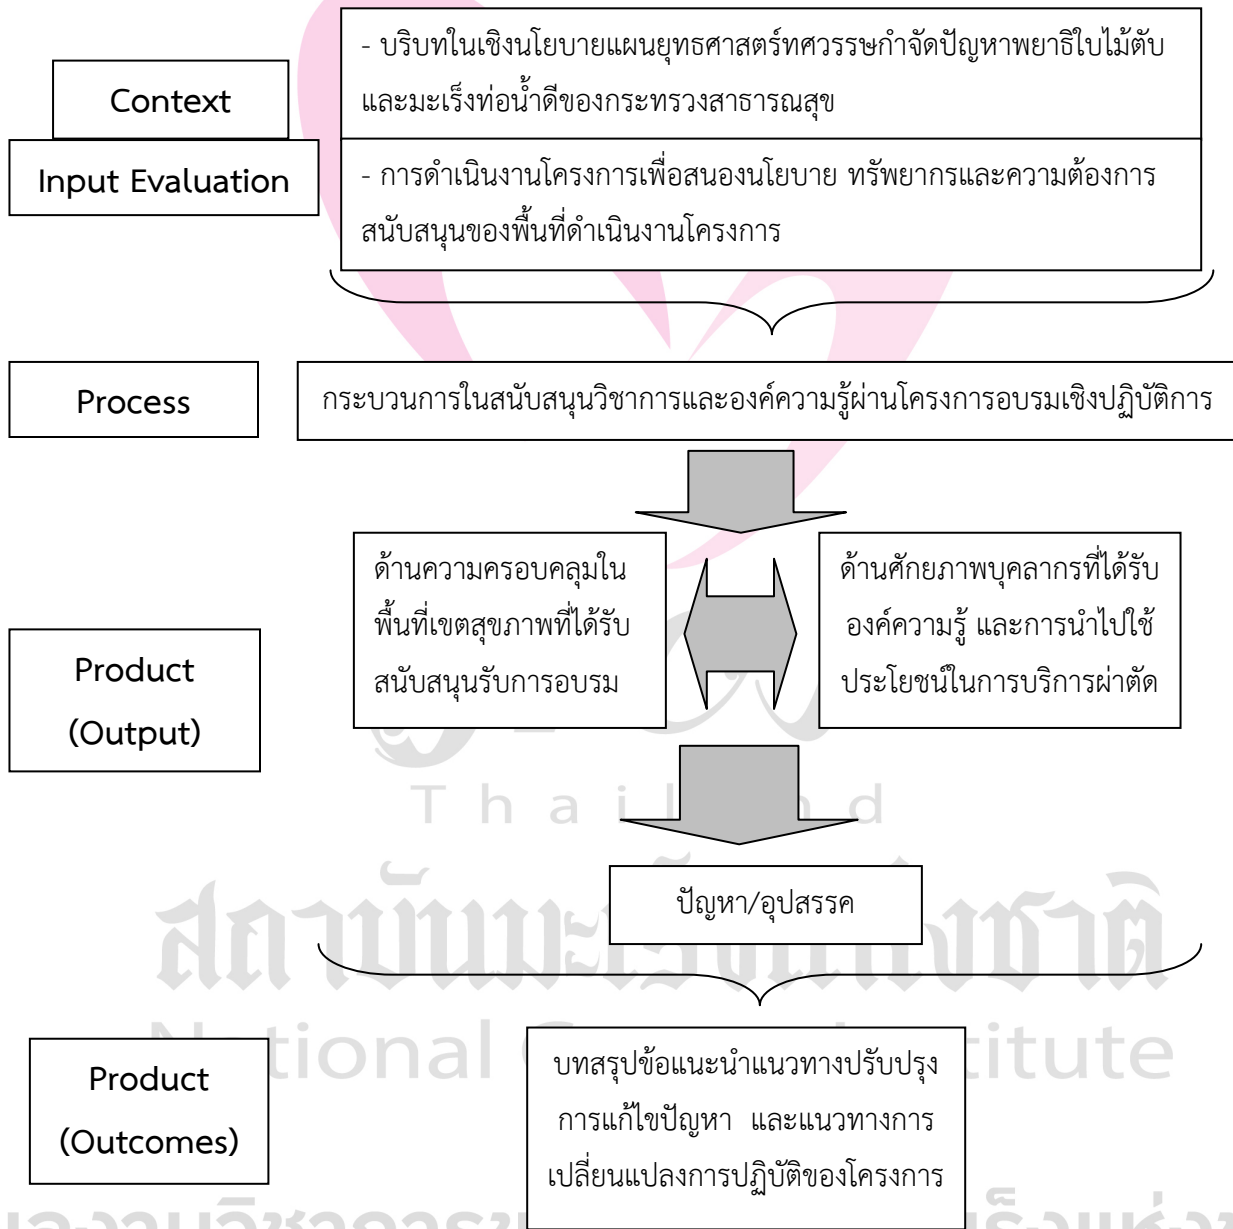 Context
- บริบทในเชิงนโยบายแผนยุทธศาสตร์ทศวรรษกำจัดปัญหาพยาธิใบไม้ตับ
และมะเร็งท่อน้ำดีของกระทรวงสาธารณสุข
Input Evaluation
- การดำเนินงานโครงการเพื่อสนองนโยบาย ทรัพยากรและความต้องการ
สนับสนุนของพื้นที่ดำเนินงานโครงการ
Process
กระบวนการในสนับสนุนวิชาการและองค์ความรู้ผ่านโครงการอบรมเชิงปฏิบัติการ
Product
(Output)
ด้านความครอบคลุมใน
พื้นที่เขตสุขภาพที่ได้รับ
สนับสนุนรับการอบรม
ด้านศักยภาพบุคลากรที่ได้รับ
องค์ความรู้ และการนำไปใช้
ประโยชน์ในการบริการผ่าตัด
Thailand
ปัญหา/อุปสรรค
สถาบันมะเร็งแห่งชาติ
National Institute
Product
(Outcomes)
บทสรุปข้อแนะนำแนวทางปรับปรุง
การแก้ไขปัญหา และแนวทางการ
เปลี่ยนแปลงการปฏิบัติของโครงการ